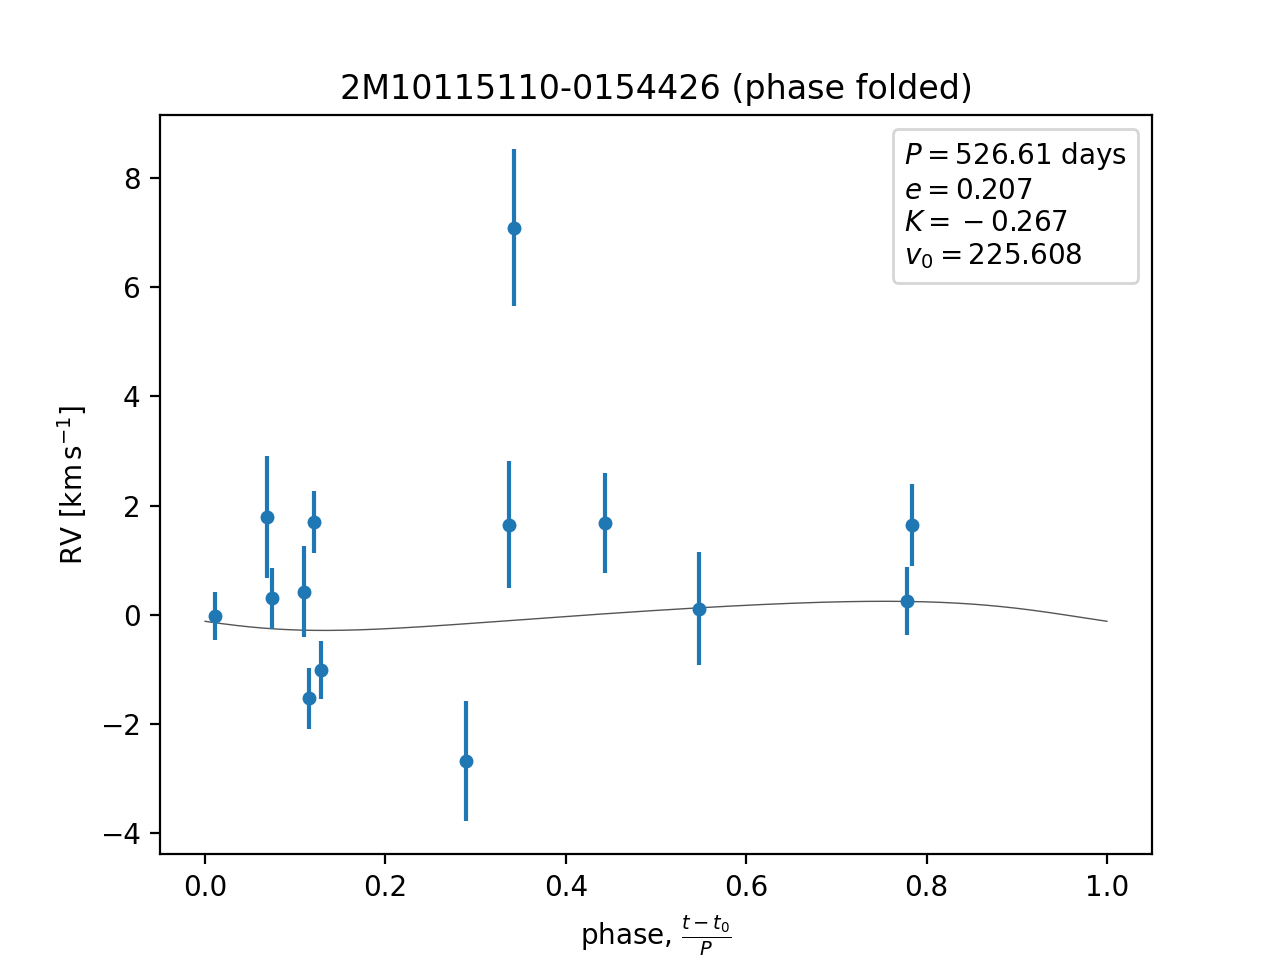 2M10115110-0154426 (phase folded)
P = 526.61 days
e = 0.207
K = −0.267
v₀ = 225.608
8
6
4
2
0
−2
−4
RV [km s⁻¹]
0.0 0.2 0.4 0.6 0.8 1.0
phase, (t − t₀)/P